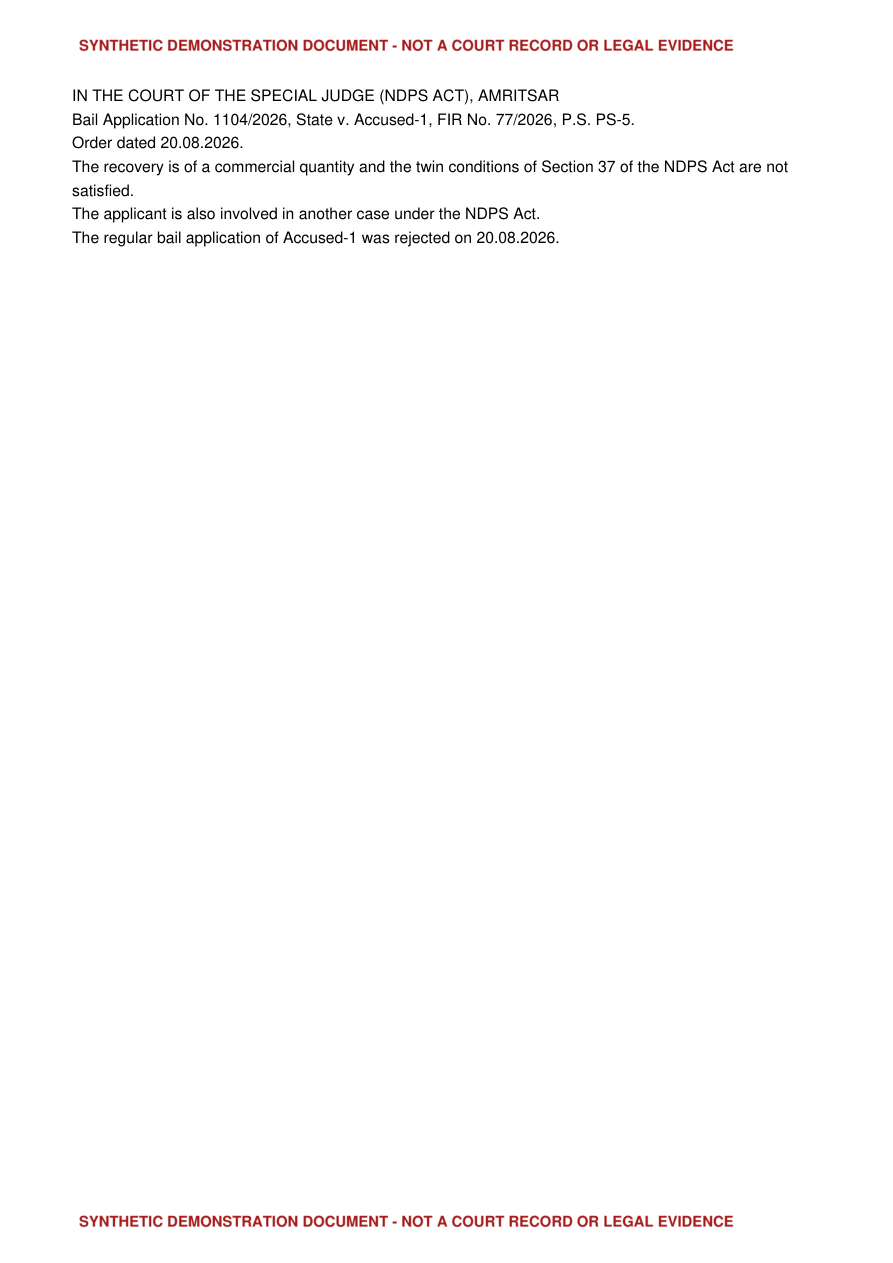 SYNTHETIC DEMONSTRATION DOCUMENT - NOT A COURT RECORD OR LEGAL EVIDENCE
IN THE COURT OF THE SPECIAL JUDGE (NDPS ACT), AMRITSAR
Bail Application No. 1104/2026, State v. Accused-1, FIR No. 77/2026, P.S. PS-5.
Order dated 20.08.2026.
The recovery is of a commercial quantity and the twin conditions of Section 37 of the NDPS Act are not
satisfied.
The applicant is also involved in another case under the NDPS Act.
The regular bail application of Accused-1 was rejected on 20.08.2026.
SYNTHETIC DEMONSTRATION DOCUMENT - NOT A COURT RECORD OR LEGAL EVIDENCE